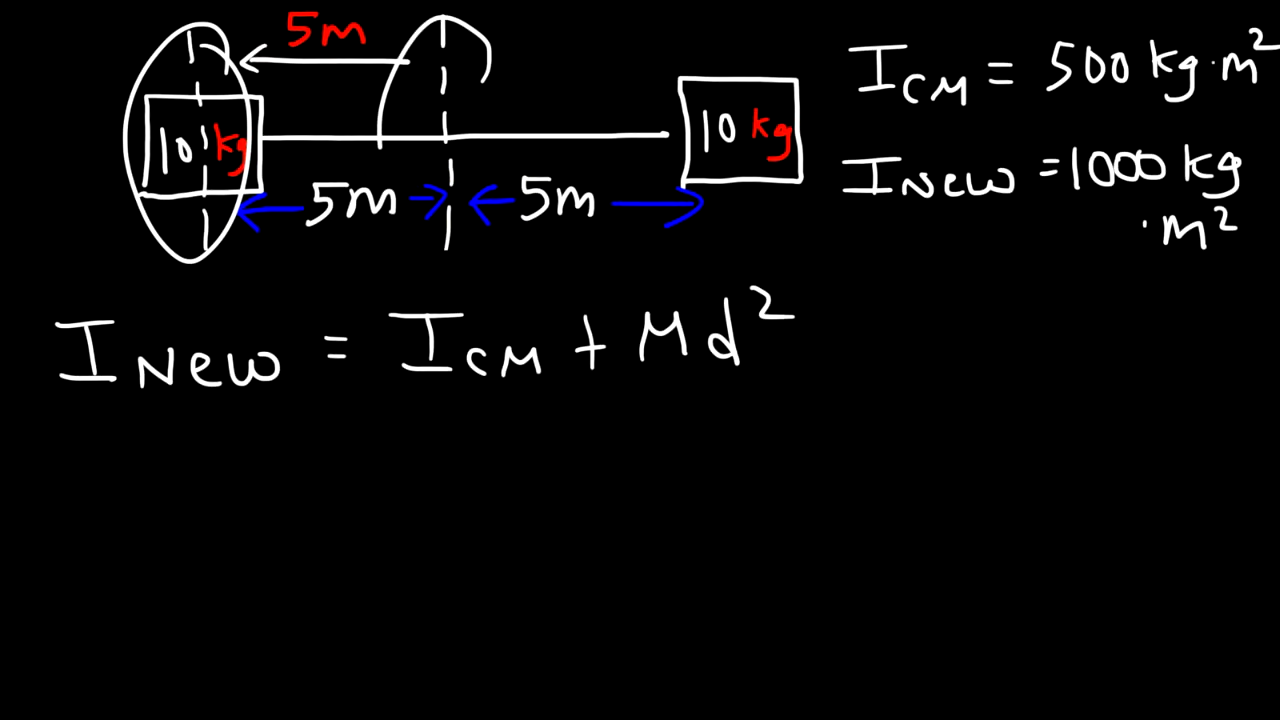 5m
10 kg
10 kg
5m
5m
I_CM = 500 kg·m²
I_New = 1000 kg
·m²
I_New = I_CM + Md²